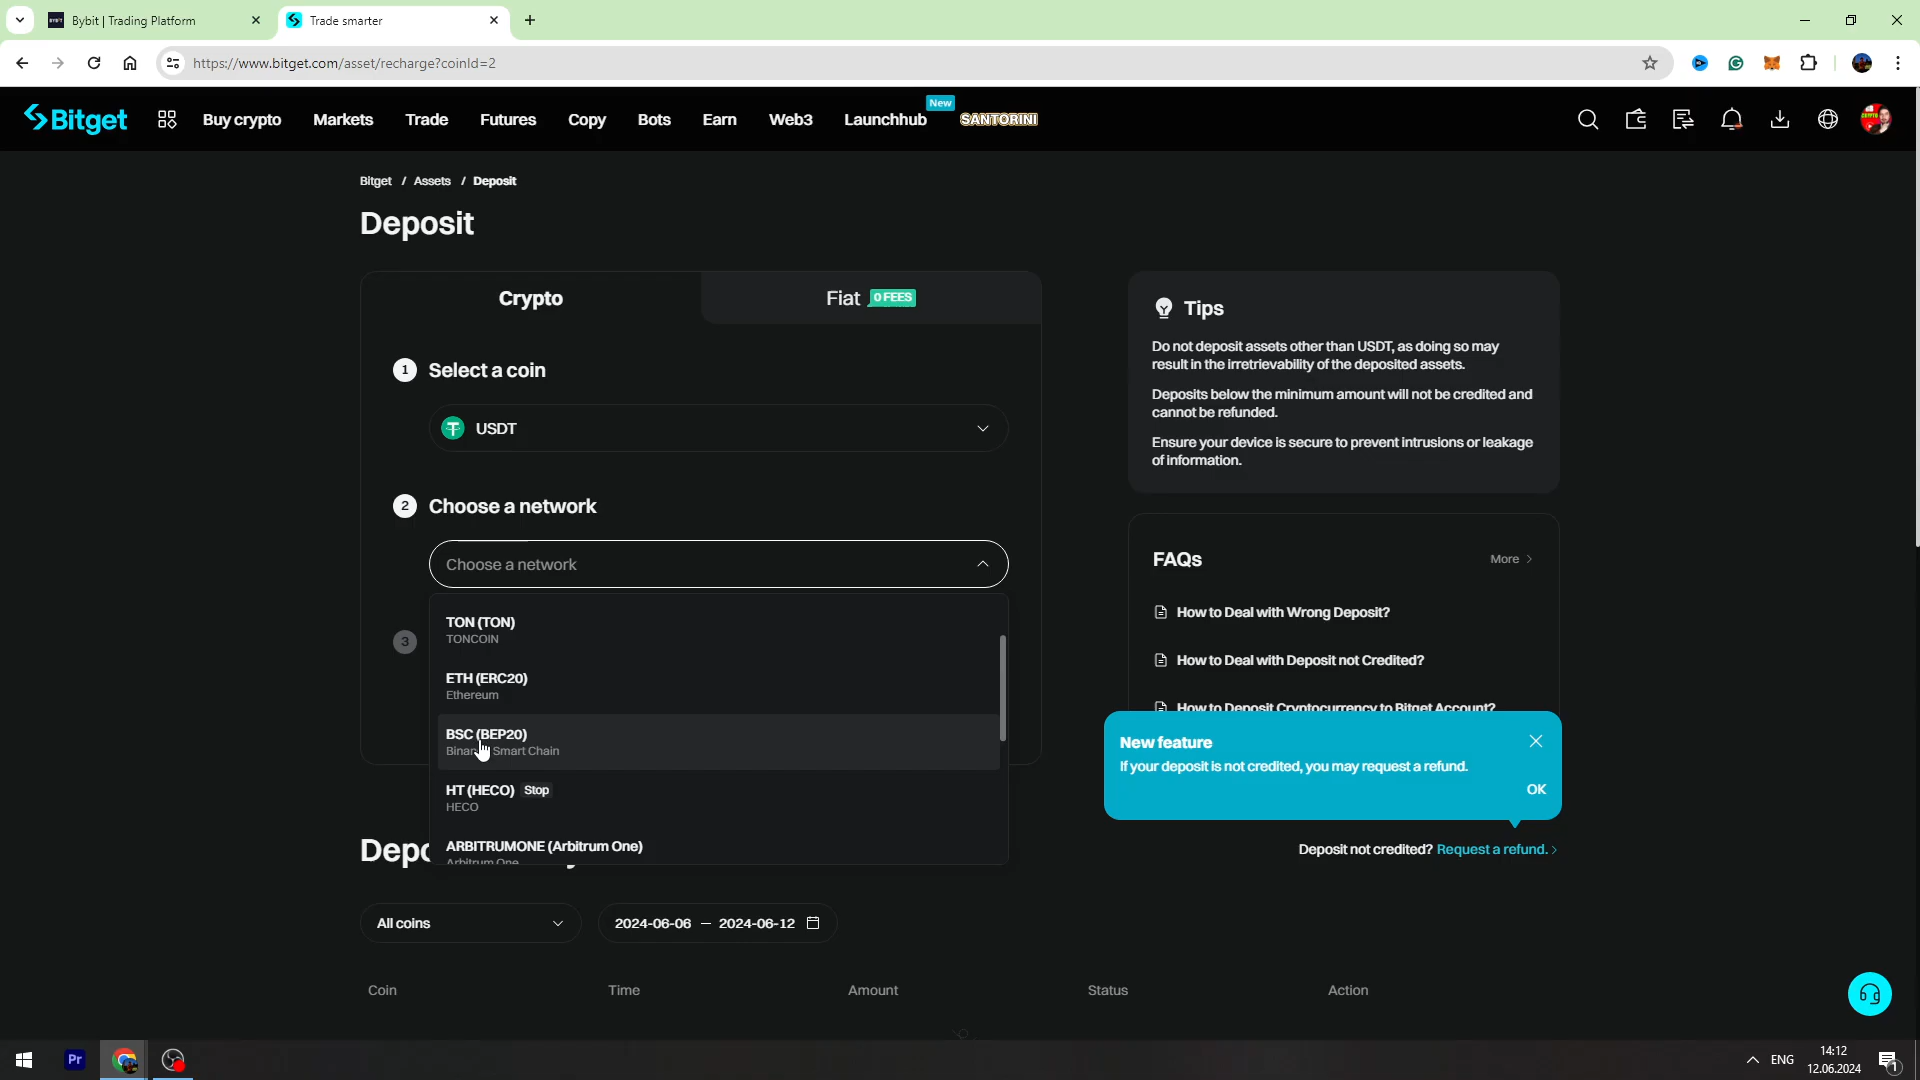 Bybit | Trading Platform
Trade smarter
https://www.bitget.com/asset/recharge?coinId=2
Bitget
Buy crypto
Markets
Trade
Futures
Copy
Bots
Earn
Web3
Launchhub
New
SANTORINI
Bitget / Assets / Deposit
Deposit
Crypto
Fiat 0 FEES
1 Select a coin
USDT
2 Choose a network
Choose a network
3
TON (TON)
TONCOIN
ETH (ERC20)
Ethereum
BSC (BEP20)
Smart Chain
HT (HECO) Stop
HECO
ARBITRUMONE (Arbitrum One)
Arbitrum One
Tips
Do not deposit assets other than USDT, as doing so may
result in the irretrievability of the deposited assets.
Deposits below the minimum amount will not be credited and
cannot be refunded.
Ensure your device is secure to prevent intrusions or leakage
of information.
FAQs
More
How to Deal with Wrong Deposit?
How to Deal with Deposit not Credited?
How to Deposit Cryptocurrency to Bitget Account?
New feature
If your deposit is not credited, you may request a refund.
OK
Deposit not credited? Request a refund.
All coins
2024-06-06 – 2024-06-12
Coin
Time
Amount
Status
Action
Pr
ENG
14:12
12.06.2024
1